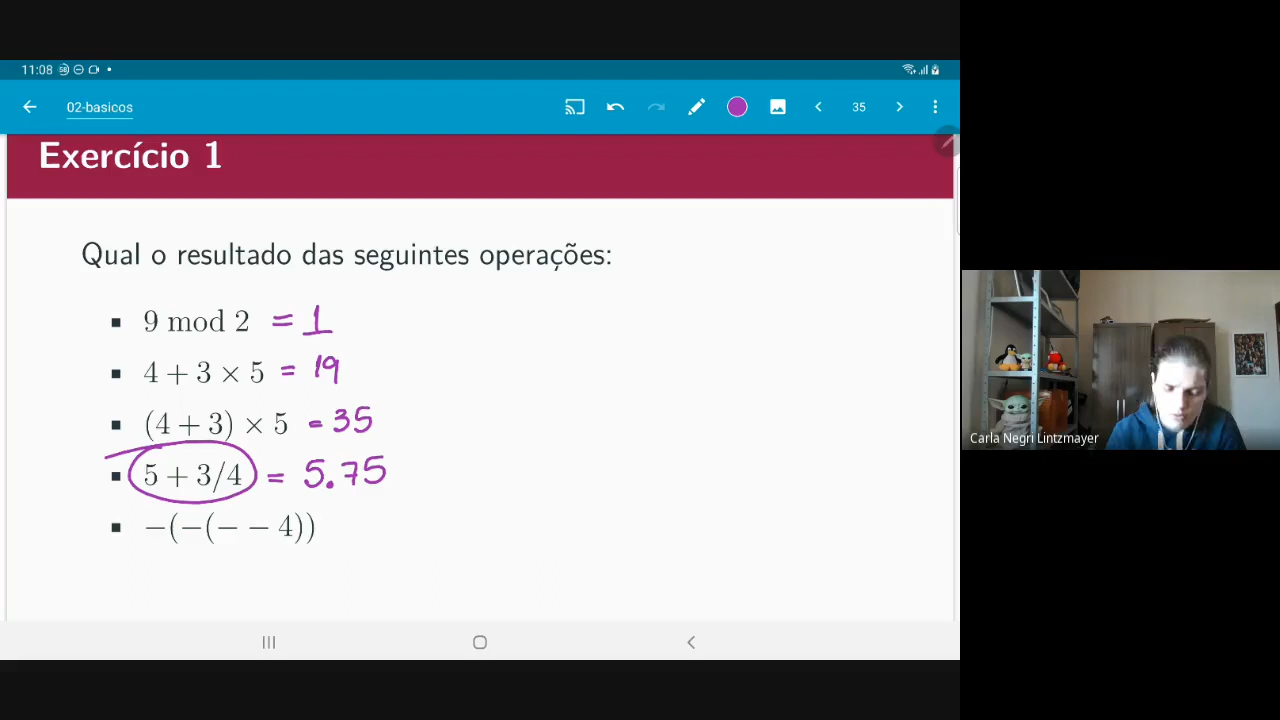 11:08
02-basicos
35
Exercício 1
Qual o resultado das seguintes operações:
9 mod 2 = 1
4 + 3 × 5 = 19
(4 + 3) × 5 = 35
5 + 3/4 = 5.75
−(−(− − 4))
Carla Negri Lintzmayer